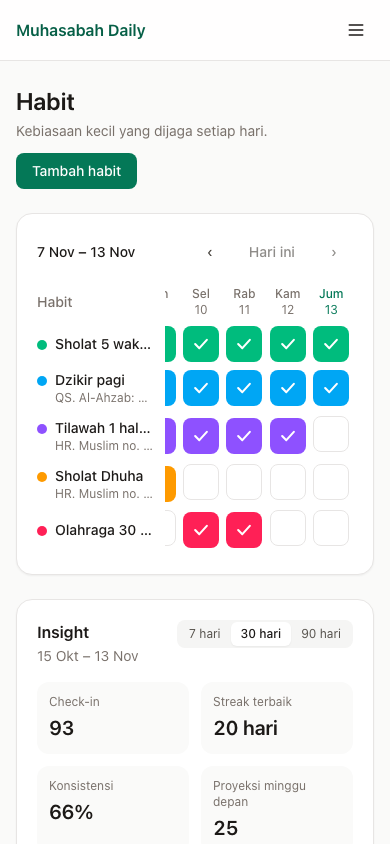 Muhasabah Daily
Habit
Kebiasaan kecil yang dijaga setiap hari.
Tambah habit
7 Nov – 13 Nov
‹ Hari ini ›
Habit
Sel Rab Kam Jum
10 11 12 13
Sholat 5 wak...
Dzikir pagi
QS. Al-Ahzab: ...
Tilawah 1 hal...
HR. Muslim no. ...
Sholat Dhuha
HR. Muslim no. ...
Olahraga 30 ...
Insight
7 hari 30 hari 90 hari
15 Okt – 13 Nov
Check-in
93
Streak terbaik
20 hari
Konsistensi
66%
Proyeksi minggu
depan
25